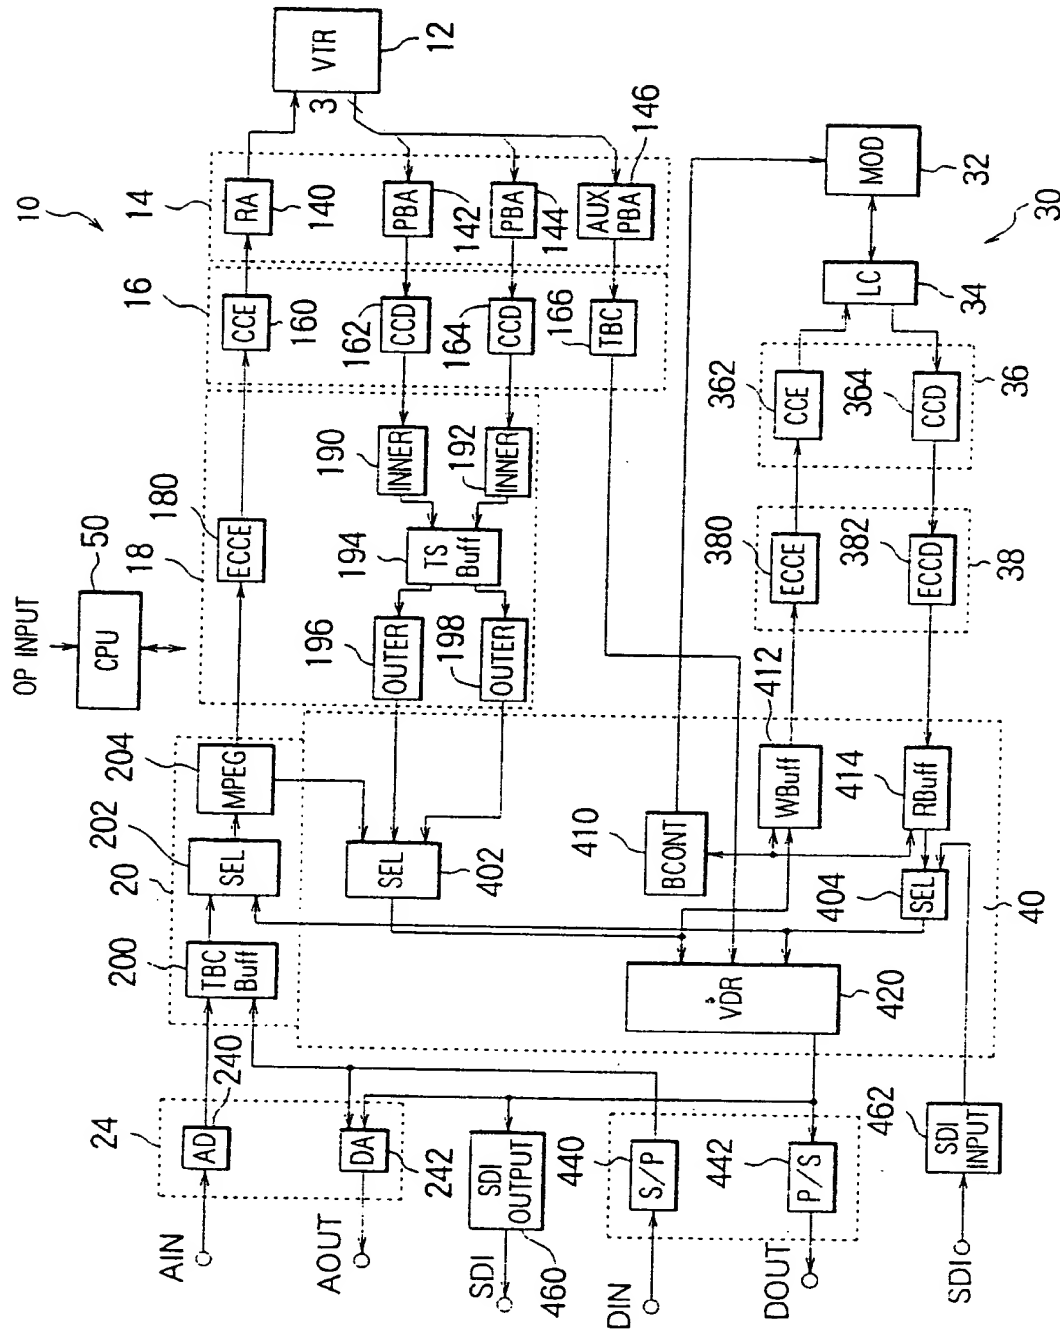 10
VTR
12
3
14
RA
140
PBA
142
PBA
144
AUX
PBA
146
16
CCE
160
162
CCD
164
CCD
166
TBC
MOD
32
30
LC
34
18
180
ECCE
190
INNER
192
INNER
194
TS
Buff
196
OUTER
198
OUTER
362
CCE
364
CCD
36
380
ECCE
382
ECCD
38
OP INPUT
50
CPU
20
204
MPEG
202
SEL
200
TBC
Buff
SEL
402
410
BCONT
412
WBuff
414
RBuff
404
SEL
40
VDR
420
24
240
AD
DA
242
SDI
OUTPUT
460
440
S/P
442
P/S
462
SDI
INPUT
AIN
AOUT
SDI
DIN
DOUT
SDI